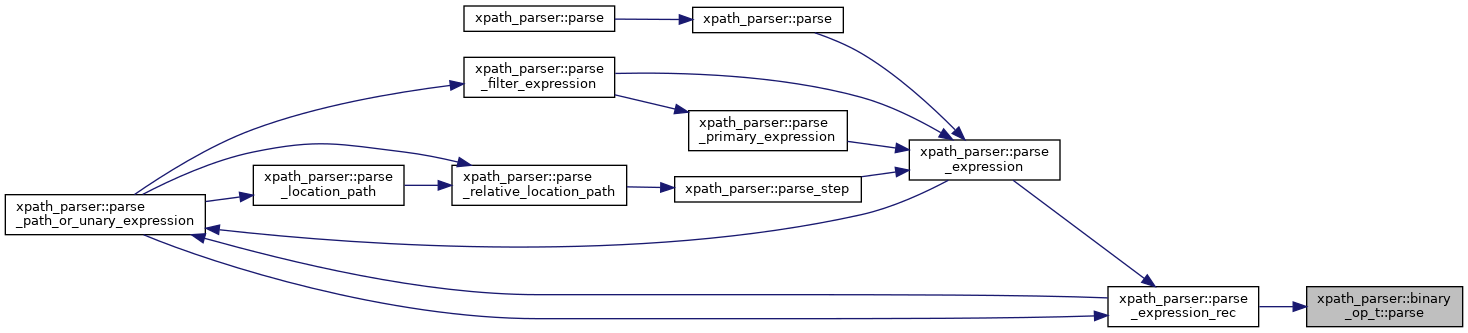 xpath_parser::parse
xpath_parser::parse
xpath_parser::parse
_filter_expression
xpath_parser::parse
_primary_expression
xpath_parser::parse
_expression
xpath_parser::parse
_location_path
xpath_parser::parse
_relative_location_path
xpath_parser::parse_step
xpath_parser::parse
_path_or_unary_expression
xpath_parser::parse
_expression_rec
xpath_parser::binary
_op_t::parse